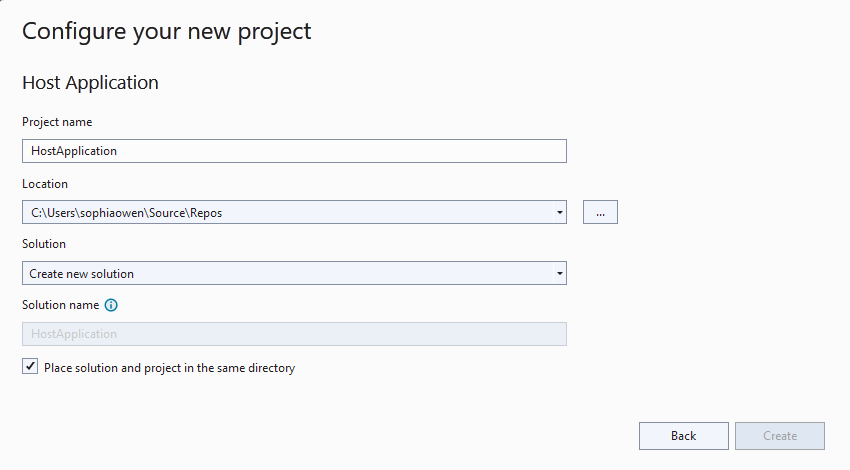 Configure your new project
Host Application
Project name
HostApplication
Location
C:\Users\sophiaowen\Source\Repos
...
Solution
Create new solution
Solution name
HostApplication
Place solution and project in the same directory
Back
Create